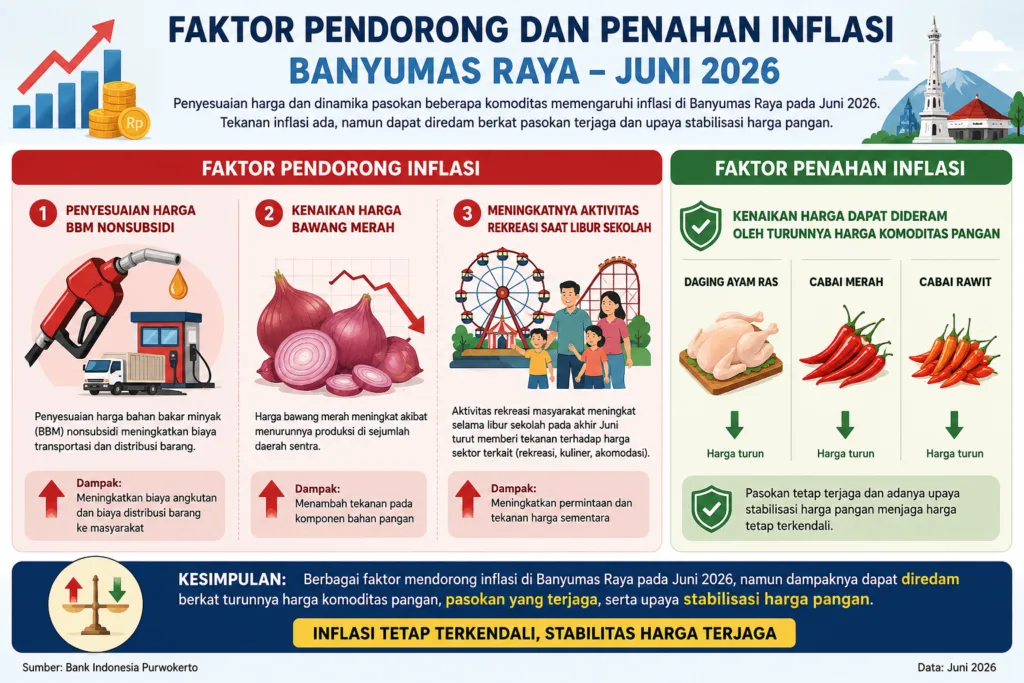 FAKTOR PENDORONG DAN PENAHAN INFLASI
BANYUMAS RAYA – JUNI 2026
Penyesuaian harga dan dinamika pasokan beberapa komoditas memengaruhi inflasi di Banyumas Raya pada Juni 2026.
Tekanan inflasi ada, namun dapat diredam berkat pasokan terjaga dan upaya stabilisasi harga pangan.
Rp
FAKTOR PENDORONG INFLASI
1
PENYESUAIAN HARGA
BBM NONSUBSIDI
Penyesuaian harga bahan bakar minyak
(BBM) nonsubsidi meningkatkan biaya
transportasi dan distribusi barang.
Dampak:
Meningkatkan biaya angkutan
dan biaya distribusi barang
ke masyarakat
2
KENAIKAN HARGA
BAWANG MERAH
Harga bawang merah meningkat akibat
menurunnya produksi di sejumlah
daerah sentra.
Dampak:
Menambah tekanan pada
komponen bahan pangan
3
MENINGKATNYA AKTIVITAS
REKREASI SAAT LIBUR SEKOLAH
Aktivitas rekreasi masyarakat meningkat
selama libur sekolah pada akhir Juni
turut memberi tekanan terhadap harga
sektor terkait (rekreasi, kuliner, akomodasi).
Dampak:
Meningkatkan permintaan dan
tekanan harga sementara
FAKTOR PENAHAN INFLASI
KENAIKAN HARGA DAPAT DIDERAM
OLEH TURUNNYA HARGA KOMODITAS PANGAN
DAGING AYAM RAS
Harga turun
CABAI MERAH
Harga turun
CABAI RAWIT
Harga turun
Pasokan tetap terjaga dan adanya upaya
stabilisasi harga pangan menjaga harga
tetap terkendali.
KESIMPULAN: Berbagai faktor mendorong inflasi di Banyumas Raya pada Juni 2026, namun dampaknya dapat diredam
berkat turunnya harga komoditas pangan, pasokan yang terjaga, serta upaya stabilisasi harga pangan.
INFLASI TETAP TERKENDALI, STABILITAS HARGA TERJAGA
Sumber: Bank Indonesia Purwokerto
Data: Juni 2026